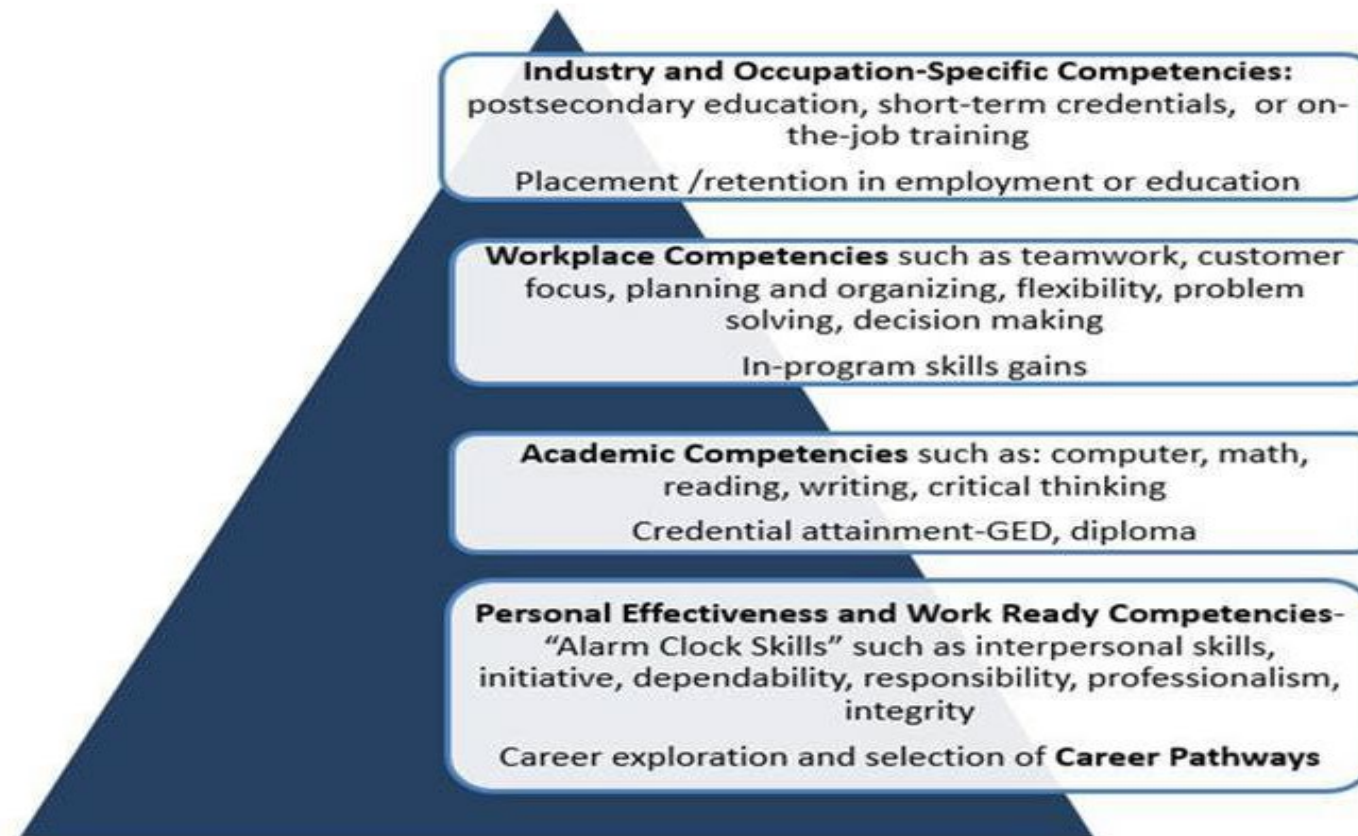 Industry and Occupation-Specific Competencies:
postsecondary education, short-term credentials,  or on-
the-job training
Placement /retention in employment or education
Workplace Competencies such as teamwork, customer
focus, planning and organizing, flexibility, problem
solving, decision making
In-program skills gains
Academic Competencies such as: computer, math,
reading, writing, critical thinking
Credential attainment-GED, diploma
Personal Effectiveness and Work Ready Competencies-
“Alarm Clock Skills” such as interpersonal skills,
initiative, dependability, responsibility, professionalism,
integrity
Career exploration and selection of Career Pathways